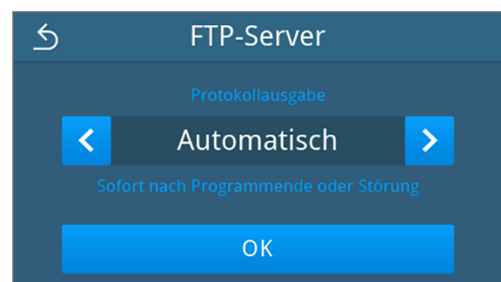 FTP-Server
Protokollausgabe
Automatisch
Sofort nach Programmende oder Störung
OK